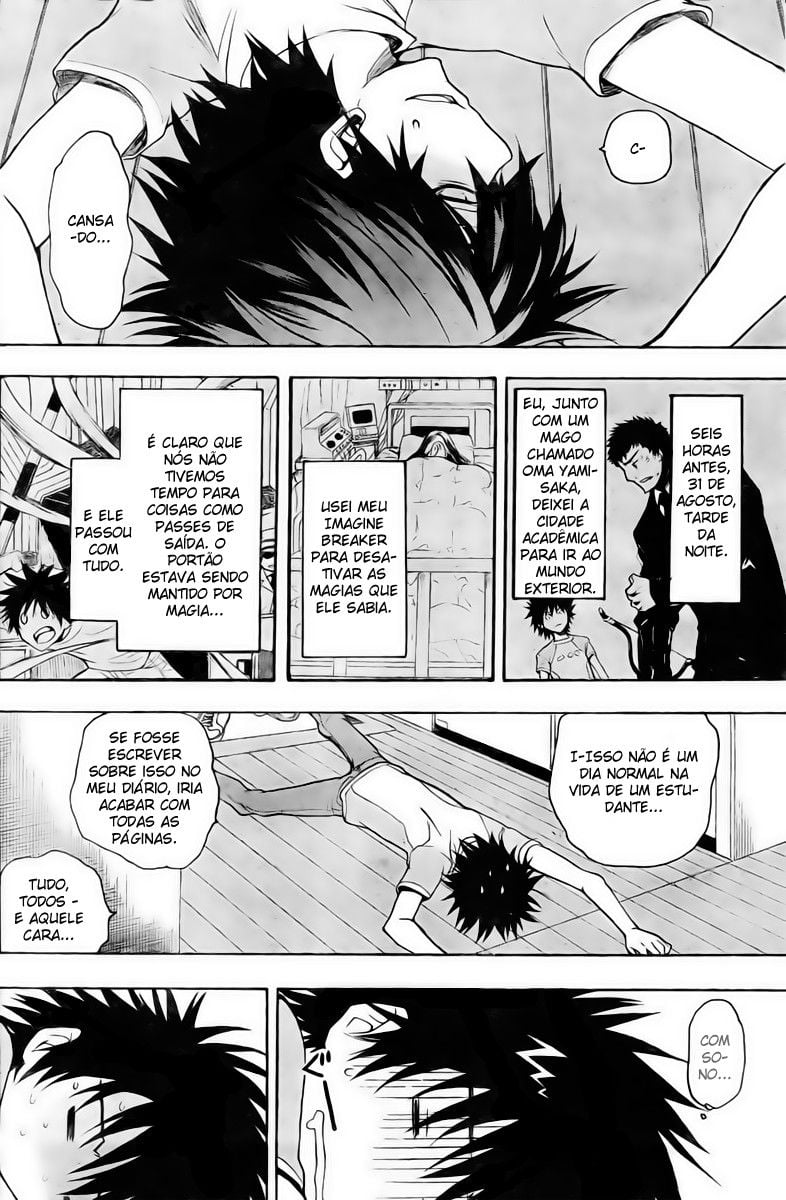 C-
CANSA
-DO...
SEIS
HORAS
ANTES,
31 DE
AGOSTO,
TARDE
DA
NOITE.
EU, JUNTO
COM UM
MAGO
CHAMADO
OMA YAMI-
SAKA,
DEIXEI A
CIDADE
ACADÊMICA
PARA IR AO
MUNDO
EXTERIOR.
USEI MEU
IMAGINE
BREAKER
PARA DESA-
TIVAR AS
MAGIAS QUE
ELE SABIA.
É CLARO QUE
NÓS NÃO
TIVEMOS
TEMPO PARA
COISAS COMO
PASSES DE
SAÍDA. O
PORTÃO
ESTAVA SENDO
MANTIDO POR
MAGIA...
E ELE
PASSOU
COM
TUDO.
I-ISSO NÃO É UM
DIA NORMAL NA
VIDA DE UM ESTU-
DANTE...
SE FOSSE
ESCREVER
SOBRE ISSO NO
MEU DIÁRIO, IRIA
ACABAR COM
TODAS AS
PÁGINAS.
TUDO,
TODOS -
E AQUELE
CARA...
COM
SO-
NO...